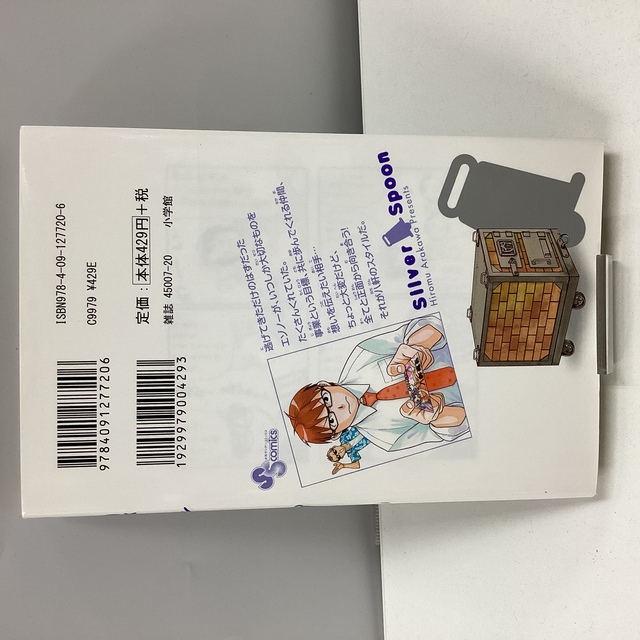 ISBN978-4-09-127720-6
C9979 ¥429E
定価：本体429円+税
雑誌 45007-20 小学館
9784091277206
1929979004293
逃げてきただけのはずだった
エゾノーが、いつしか大切なものを
たくさんくれていた。
事業という目標、共に歩んでくれる仲間、
想いを伝えたい相手…
ちょっと大変だけど、
全てに正面から向き合う!
それが八軒のスタイルだ。
Silver Spoon
Hiromu Arakawa Presents
SS comics